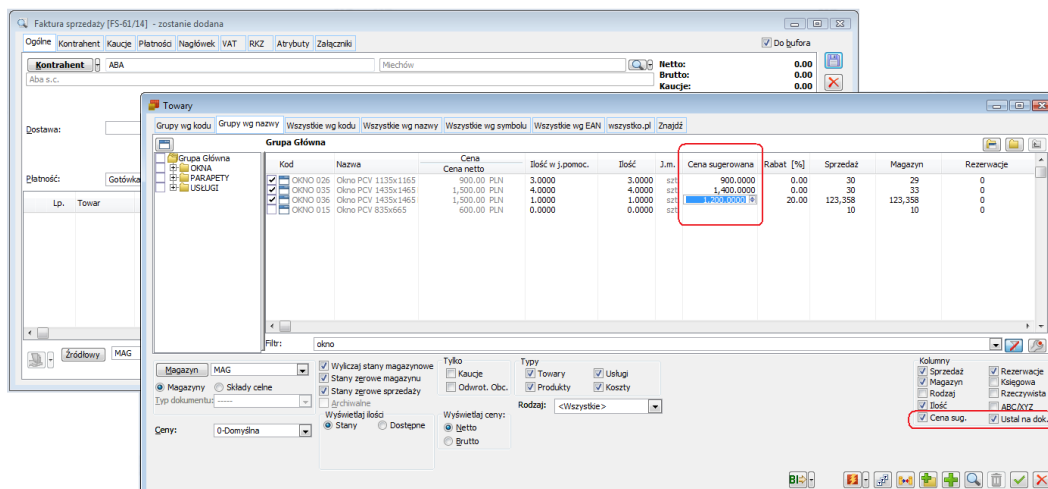 Faktura sprzedaży [FS-61/14] - zostanie dodana
Ogólne Kontrahent Kaucje Płatności Nagłówek VAT RKZ Atrybuty Załączniki
Do bufora
Kontrahent ABA Miechów
Aba s.c.
Netto: 0.00
Brutto: 0.00
Kaucje: 0.00
Dostawa:
Płatność: Gotówka
Lp. Towar
Źródłowy MAG
Towary
Grupy wg kodu Grupy wg nazwy Wszystkie wg kodu Wszystkie wg nazwy Wszystkie wg symbolu Wszystkie wg EAN wszystko.pl Znajdź
Grupa Główna
Grupa Główna
OKNA
PARAPETY
USŁUGI
Kod Nazwa Cena Ilość w j.pomoc. Ilość J.m. Cena sugerowana Rabat [%] Sprzedaż Magazyn Rezerwacje
Cena netto
OKNO 026 Okno PCV 1135x1165 900.00 PLN 3.0000 3.0000 szt 900.0000 0.00 30 29 0
OKNO 035 Okno PCV 1435x1465 1,500.00 PLN 4.0000 4.0000 szt 1,400.0000 0.00 30 33 0
OKNO 016 Okno PCV 1435x1465 1,500.00 PLN 1.0000 1.0000 szt 1,200.0000 20.00 123,358 123,358 0
OKNO 015 Okno PCV 835x665 600.00 PLN 0.0000 0.0000 szt 10 10 0
Filtr: okno
Magazyn MAG
Magazyny Składy celne
Typ dokumentu: -----
Ceny: 0-Domyślna
Wyliczaj stany magazynowe
Stany zerowe magazynu
Stany zerowe sprzedaży
Archiwalne
Wyświetlaj ilości
Stany Dostępne
Tylko
Kaucje
Odwrot. Obc.
Wyświetlaj ceny:
Netto
Brutto
Typy
Towary Usługi
Produkty Koszty
Rodzaj: <Wszystkie>
Kolumny
Sprzedaż Rezerwacje
Magazyn Księgowa
Rodzaj Rzeczywista
Ilość ABC/XYZ
Cena sug. Ustal na dok.
BI